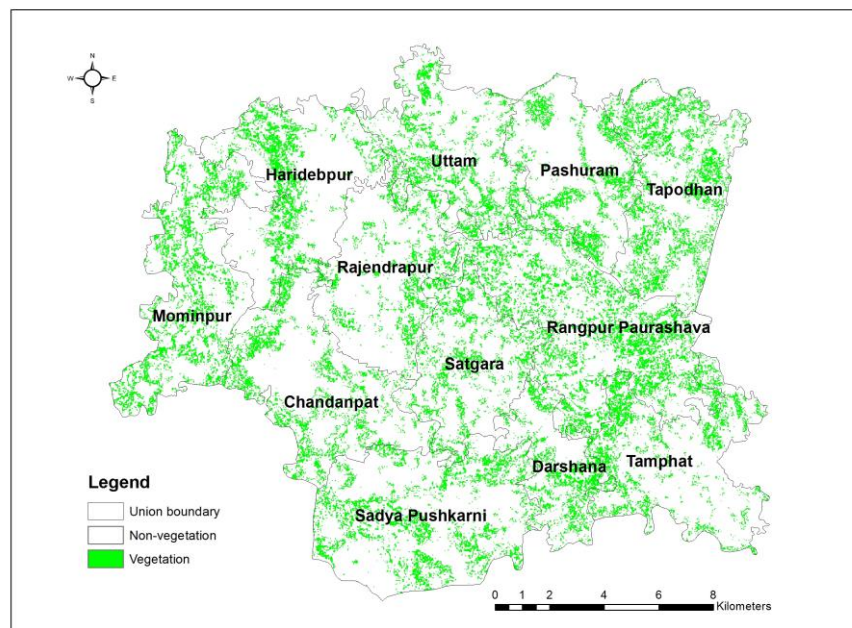 N
W E
S
Uttam
Haridebpur
Pashuram
Tapodhan
Rajendrapur
Mominpur
Rangpur Paurashava
Satgara
Chandanpat
Darshana
Tamphat
Sadya Pushkarni
Legend
Union boundary
Non-vegetation
Vegetation
0 1 2 4 6 8
Kilometers